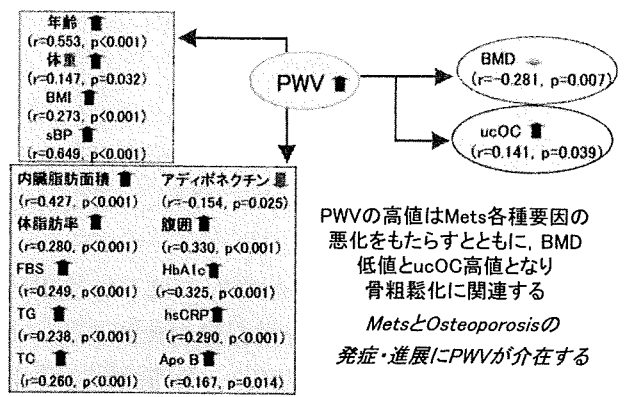 年齢
(r=0.553, p<0.001)
体重
(r=0.147, p=0.032)
BMI
(r=0.273, p<0.001)
sBP
(r=0.649, p<0.001)
PWV
BMD
(r=-0.281, p=0.007)
ucOC
(r=0.141, p=0.039)
内臓脂肪面積 アディポネクチン
(r=0.427, p<0.001) (r=-0.154, p=0.025)
体脂肪率 腹囲
(r=0.280, p<0.001) (r=0.330, p<0.001)
FBS HbA1c
(r=0.249, p<0.001) (r=0.325, p<0.001)
TG hsCRP
(r=0.238, p<0.001) (r=0.290, p<0.001)
TC Apo B
(r=0.260, p<0.001) (r=0.167, p=0.014)
PWVの高値はMets各種要因の
悪化をもたらすとともに, BMD
低値とucOC高値となり
骨粗鬆化に関連する
MetsとOsteoporosisの
発症・進展にPWVが介在する